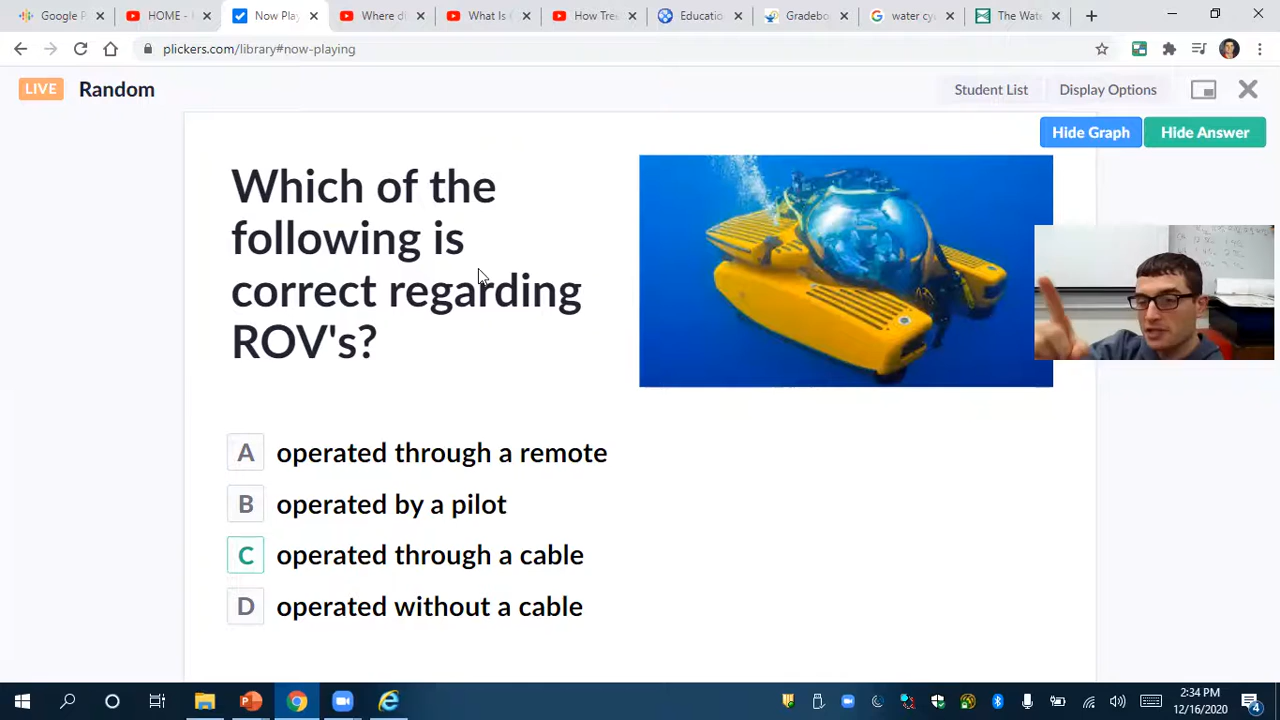 Google P
HOME -
Now Play
Where d
What Is
How Tre
Educatio
Gradebo
water cy
The Wat
plickers.com/library#now-playing
LIVE
Random
Student List
Display Options
Hide Graph
Hide Answer
Which of the
following is
correct regarding
ROV's?
A operated through a remote
B operated by a pilot
C operated through a cable
D operated without a cable
2:34 PM
12/16/2020
4